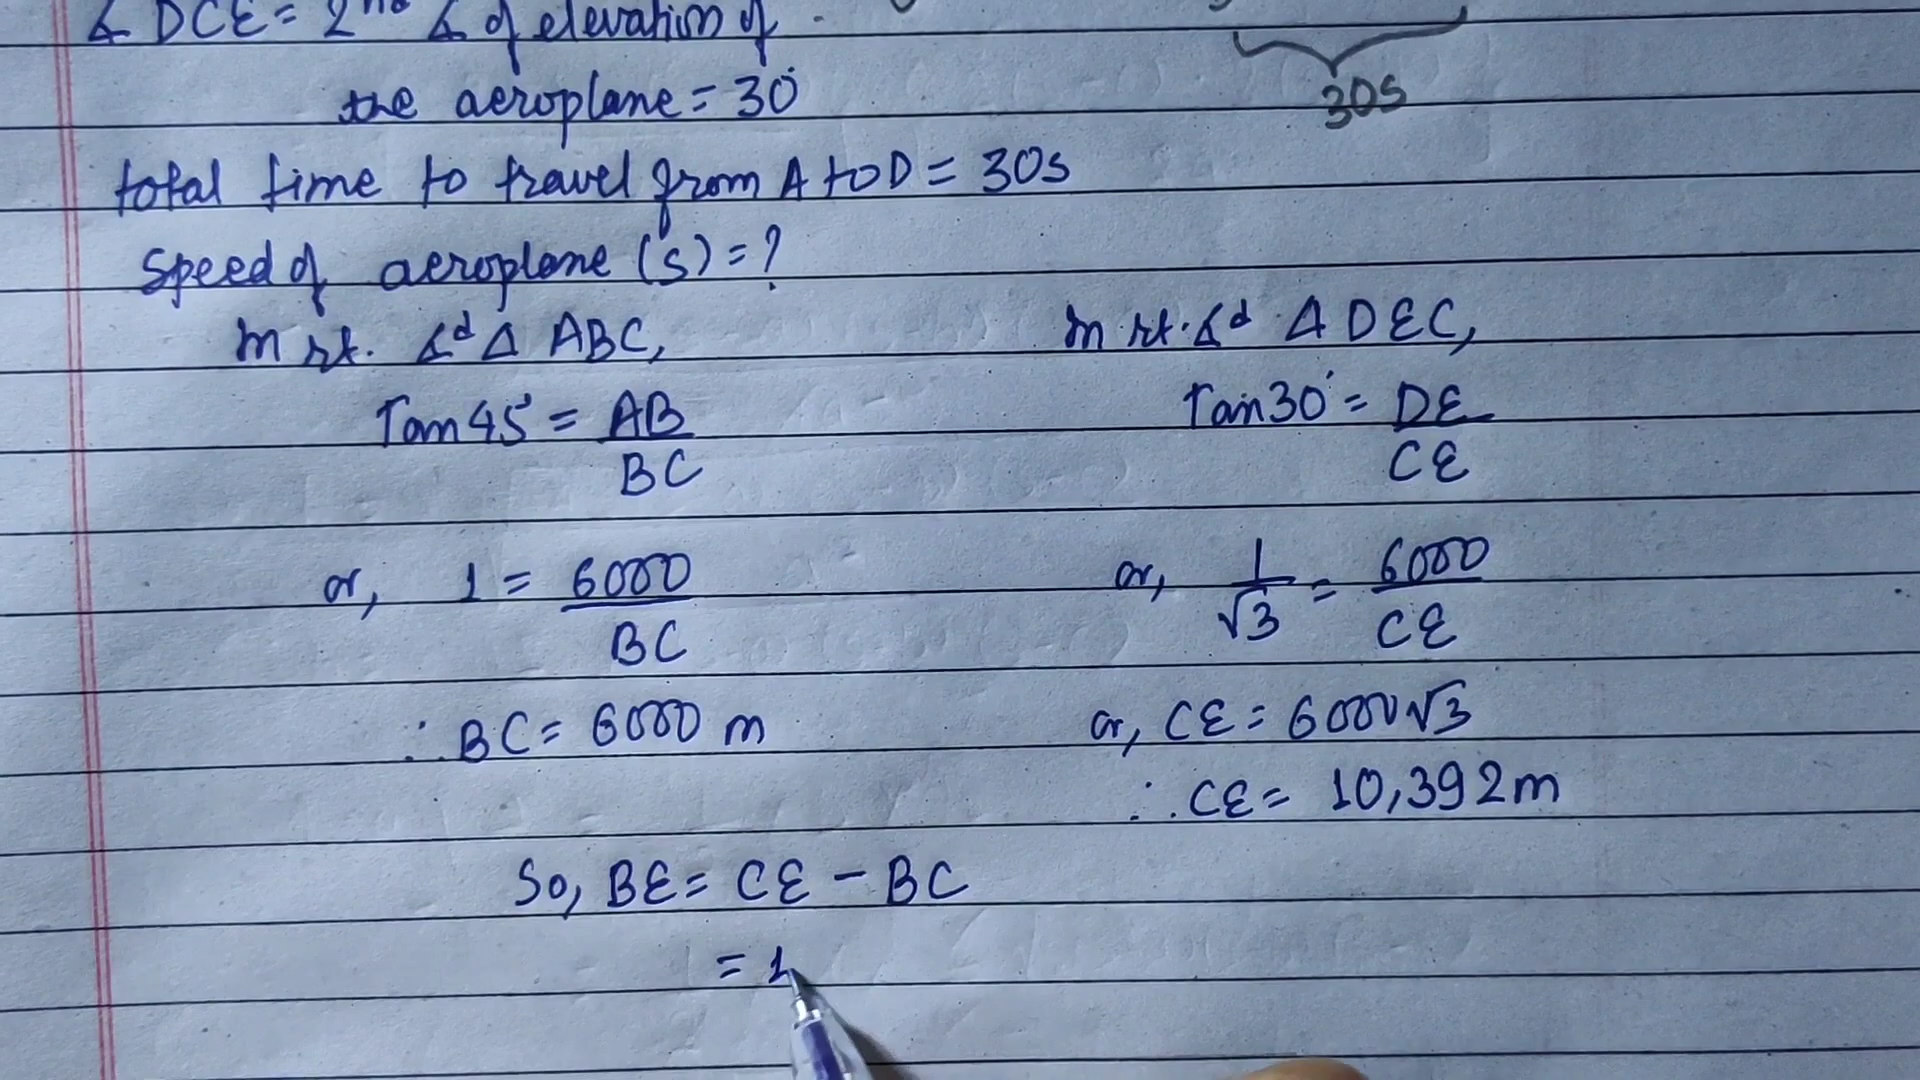 ∡ DCE = 2nd ∡ of elevation of
the aeroplane = 30°
30s
total time to travel from A to D = 30s
Speed of aeroplane (s) = ?
In rt. ∡d Δ ABC,
Tan 45° = AB/BC
or, 1 = 6000/BC
∴ BC = 6000 m
In rt. ∡d Δ DEC,
Tan 30° = DE/CE
or, 1/√3 = 6000/CE
or, CE = 6000√3
∴ CE = 10,392m
So, BE = CE - BC
= 1